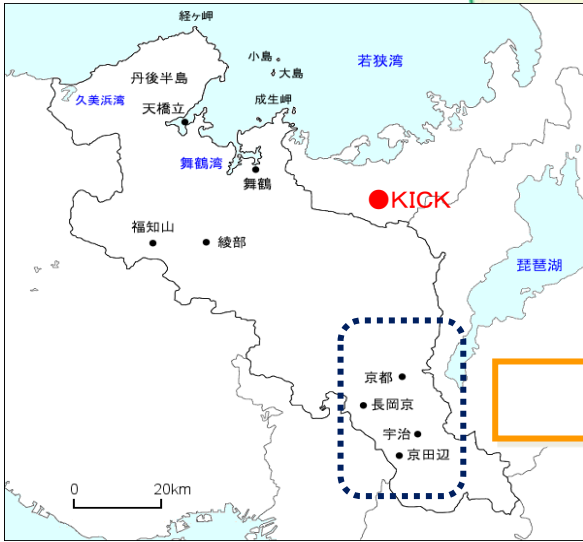 経ヶ岬
小島
若狭湾
丹後半島
大島
久美浜湾
成生岬
天橋立
舞鶴湾
舞鶴
KICK
福知山
綾部
琵琶湖
京都
長岡京
宇治
京田辺
0
20km